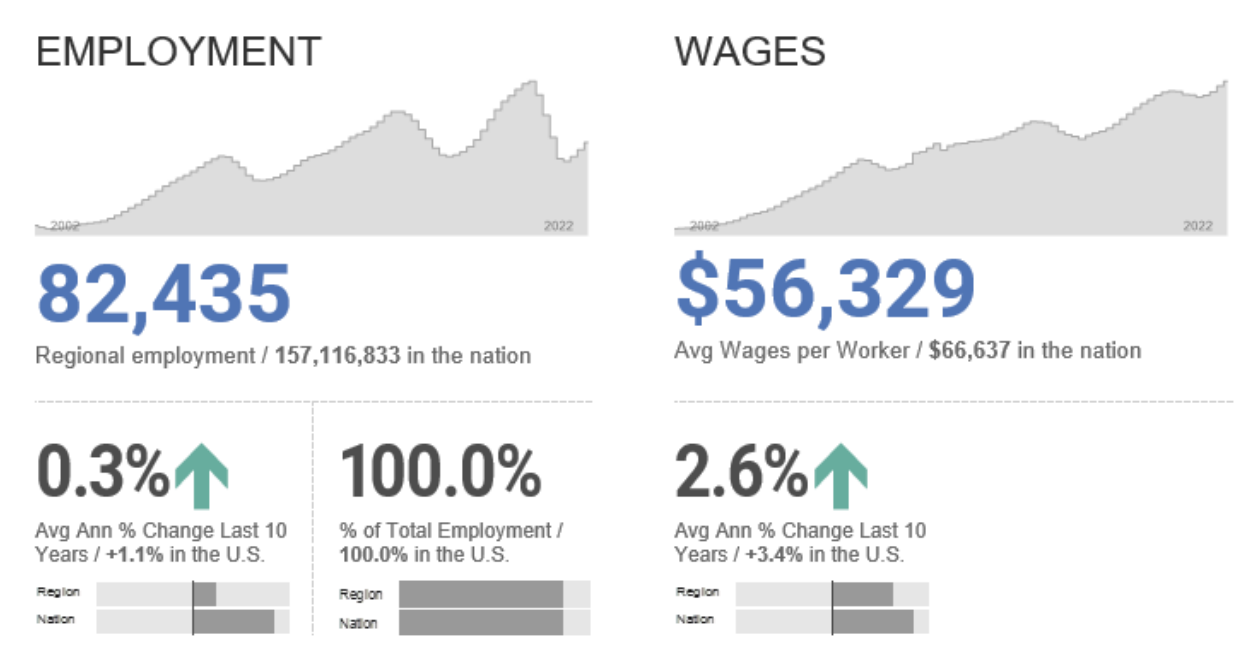 EMPLOYMENT
2002
2022
82,435
Regional employment / 157,116,833 in the nation
0.3%
Avg Ann % Change Last 10
Years / +1.1% in the U.S.
Region
Nation
100.0%
% of Total Employment /
100.0% in the U.S.
Region
Nation
WAGES
2002
2022
$56,329
Avg Wages per Worker / $66,637 in the nation
2.6%
Avg Ann % Change Last 10
Years / +3.4% in the U.S.
Region
Nation